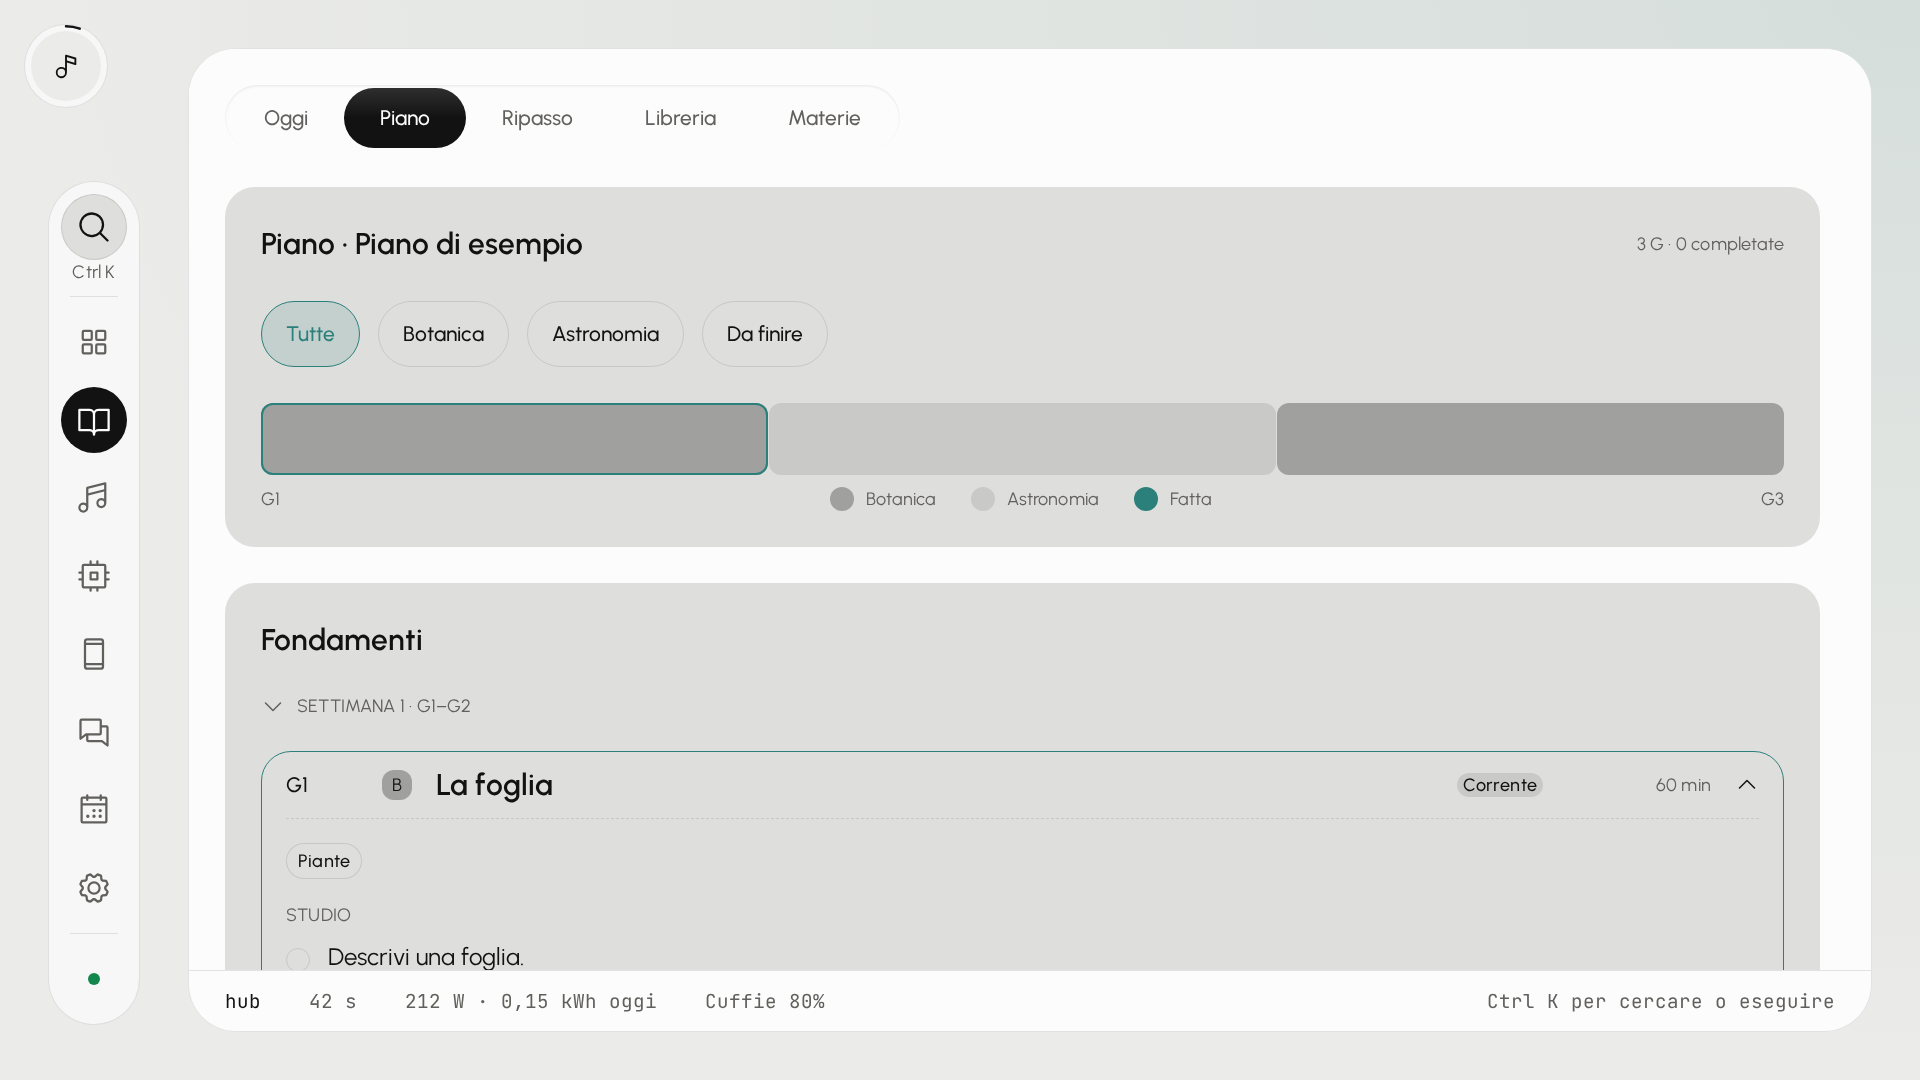 Oggi Piano Ripasso Libreria Materie
Ctrl K
Piano · Piano di esempio 3 G · 0 completate
Tutte Botanica Astronomia Da finire
G1 Botanica Astronomia Fatta G3
Fondamenti
SETTIMANA 1 · G1–G2
G1 B La foglia Corrente 60 min
Piante
STUDIO
Descrivi una foglia.
hub 42 s 212 W · 0,15 kWh oggi Cuffie 80% Ctrl K per cercare o eseguire